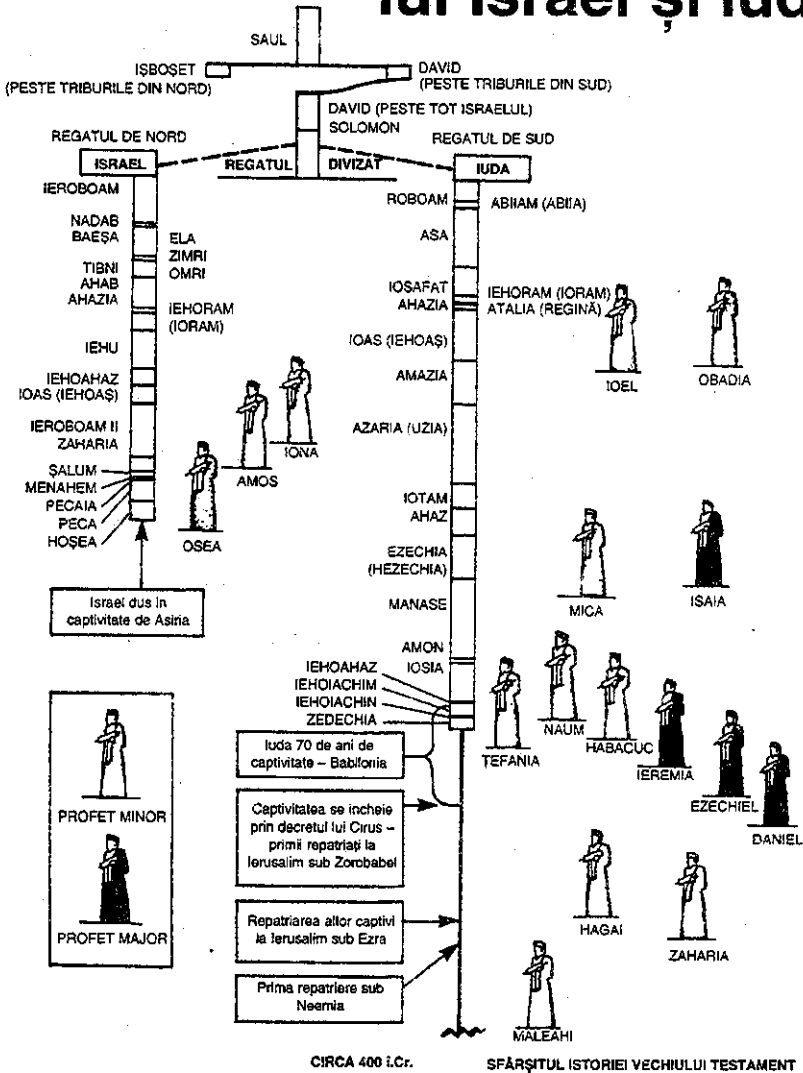 lui Israel și Iud
SAUL
IȘBOȘET
(PESTE TRIBURILE DIN NORD)
DAVID
(PESTE TRIBURILE DIN SUD)
DAVID (PESTE TOT ISRAELUL)
SOLOMON
REGATUL DE NORD
REGATUL DE SUD
ISRAEL
REGATUL DIVIZAT
IUDA
IEROBOAM
NADAB
BAEȘA
ELA
ZIMRI
OMRI
TIBNI
AHAB
AHAZIA
IEHORAM
(IORAM)
IEHU
IEHOAHAZ
IOAS (IEHOAȘ)
IEROBOAM II
ZAHARIA
ȘALUM
MENAHEM
PECAIA
PECA
HOȘEA
OSEA
AMOS
IONA
Israel dus în
captivitate de Asiria
ROBOAM
ABIIAM (ABIIA)
ASA
IOSAFAT
AHAZIA
IEHORAM (IORAM)
ATALIA (REGINĂ)
IOAS (IEHOAȘ)
AMAZIA
AZARIA (UZIA)
IOTAM
AHAZ
EZECHIA
(HEZECHIA)
MANASE
AMON
IOSIA
IEHOAHAZ
IEHOIACHIM
IEHOIACHIN
ZEDECHIA
IOEL
OBADIA
MICA
ISAIA
ȚEFANIA
NAUM
HABACUC
IEREMIA
EZECHIEL
DANIEL
Iuda 70 de ani de
captivitate – Babilonia
Captivitatea se încheie
prin decretul lui Cirus –
primii repatriați la
Ierusalim sub Zorobabel
Repatrierea altor captivi
la Ierusalim sub Ezra
Prima repatriere sub
Neemia
HAGAI
ZAHARIA
MALEAHI
PROFET MINOR
PROFET MAJOR
CIRCA 400 î.Cr.
SFÂRȘITUL ISTORIEI VECHIULUI TESTAMENT